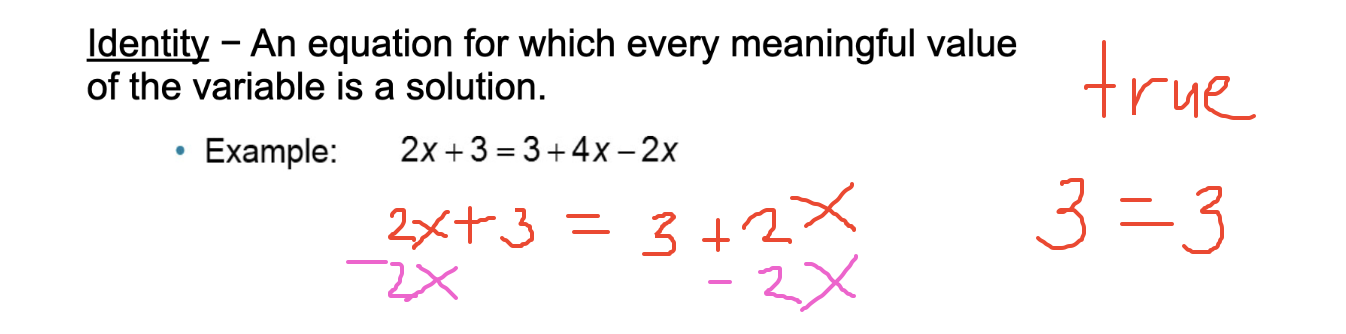 Identity – An equation for which every meaningful value
of the variable is a solution.
true
• Example: 2x + 3 = 3 + 4x – 2x
2x+3 = 3 +2x
3 = 3
-2x - 2x